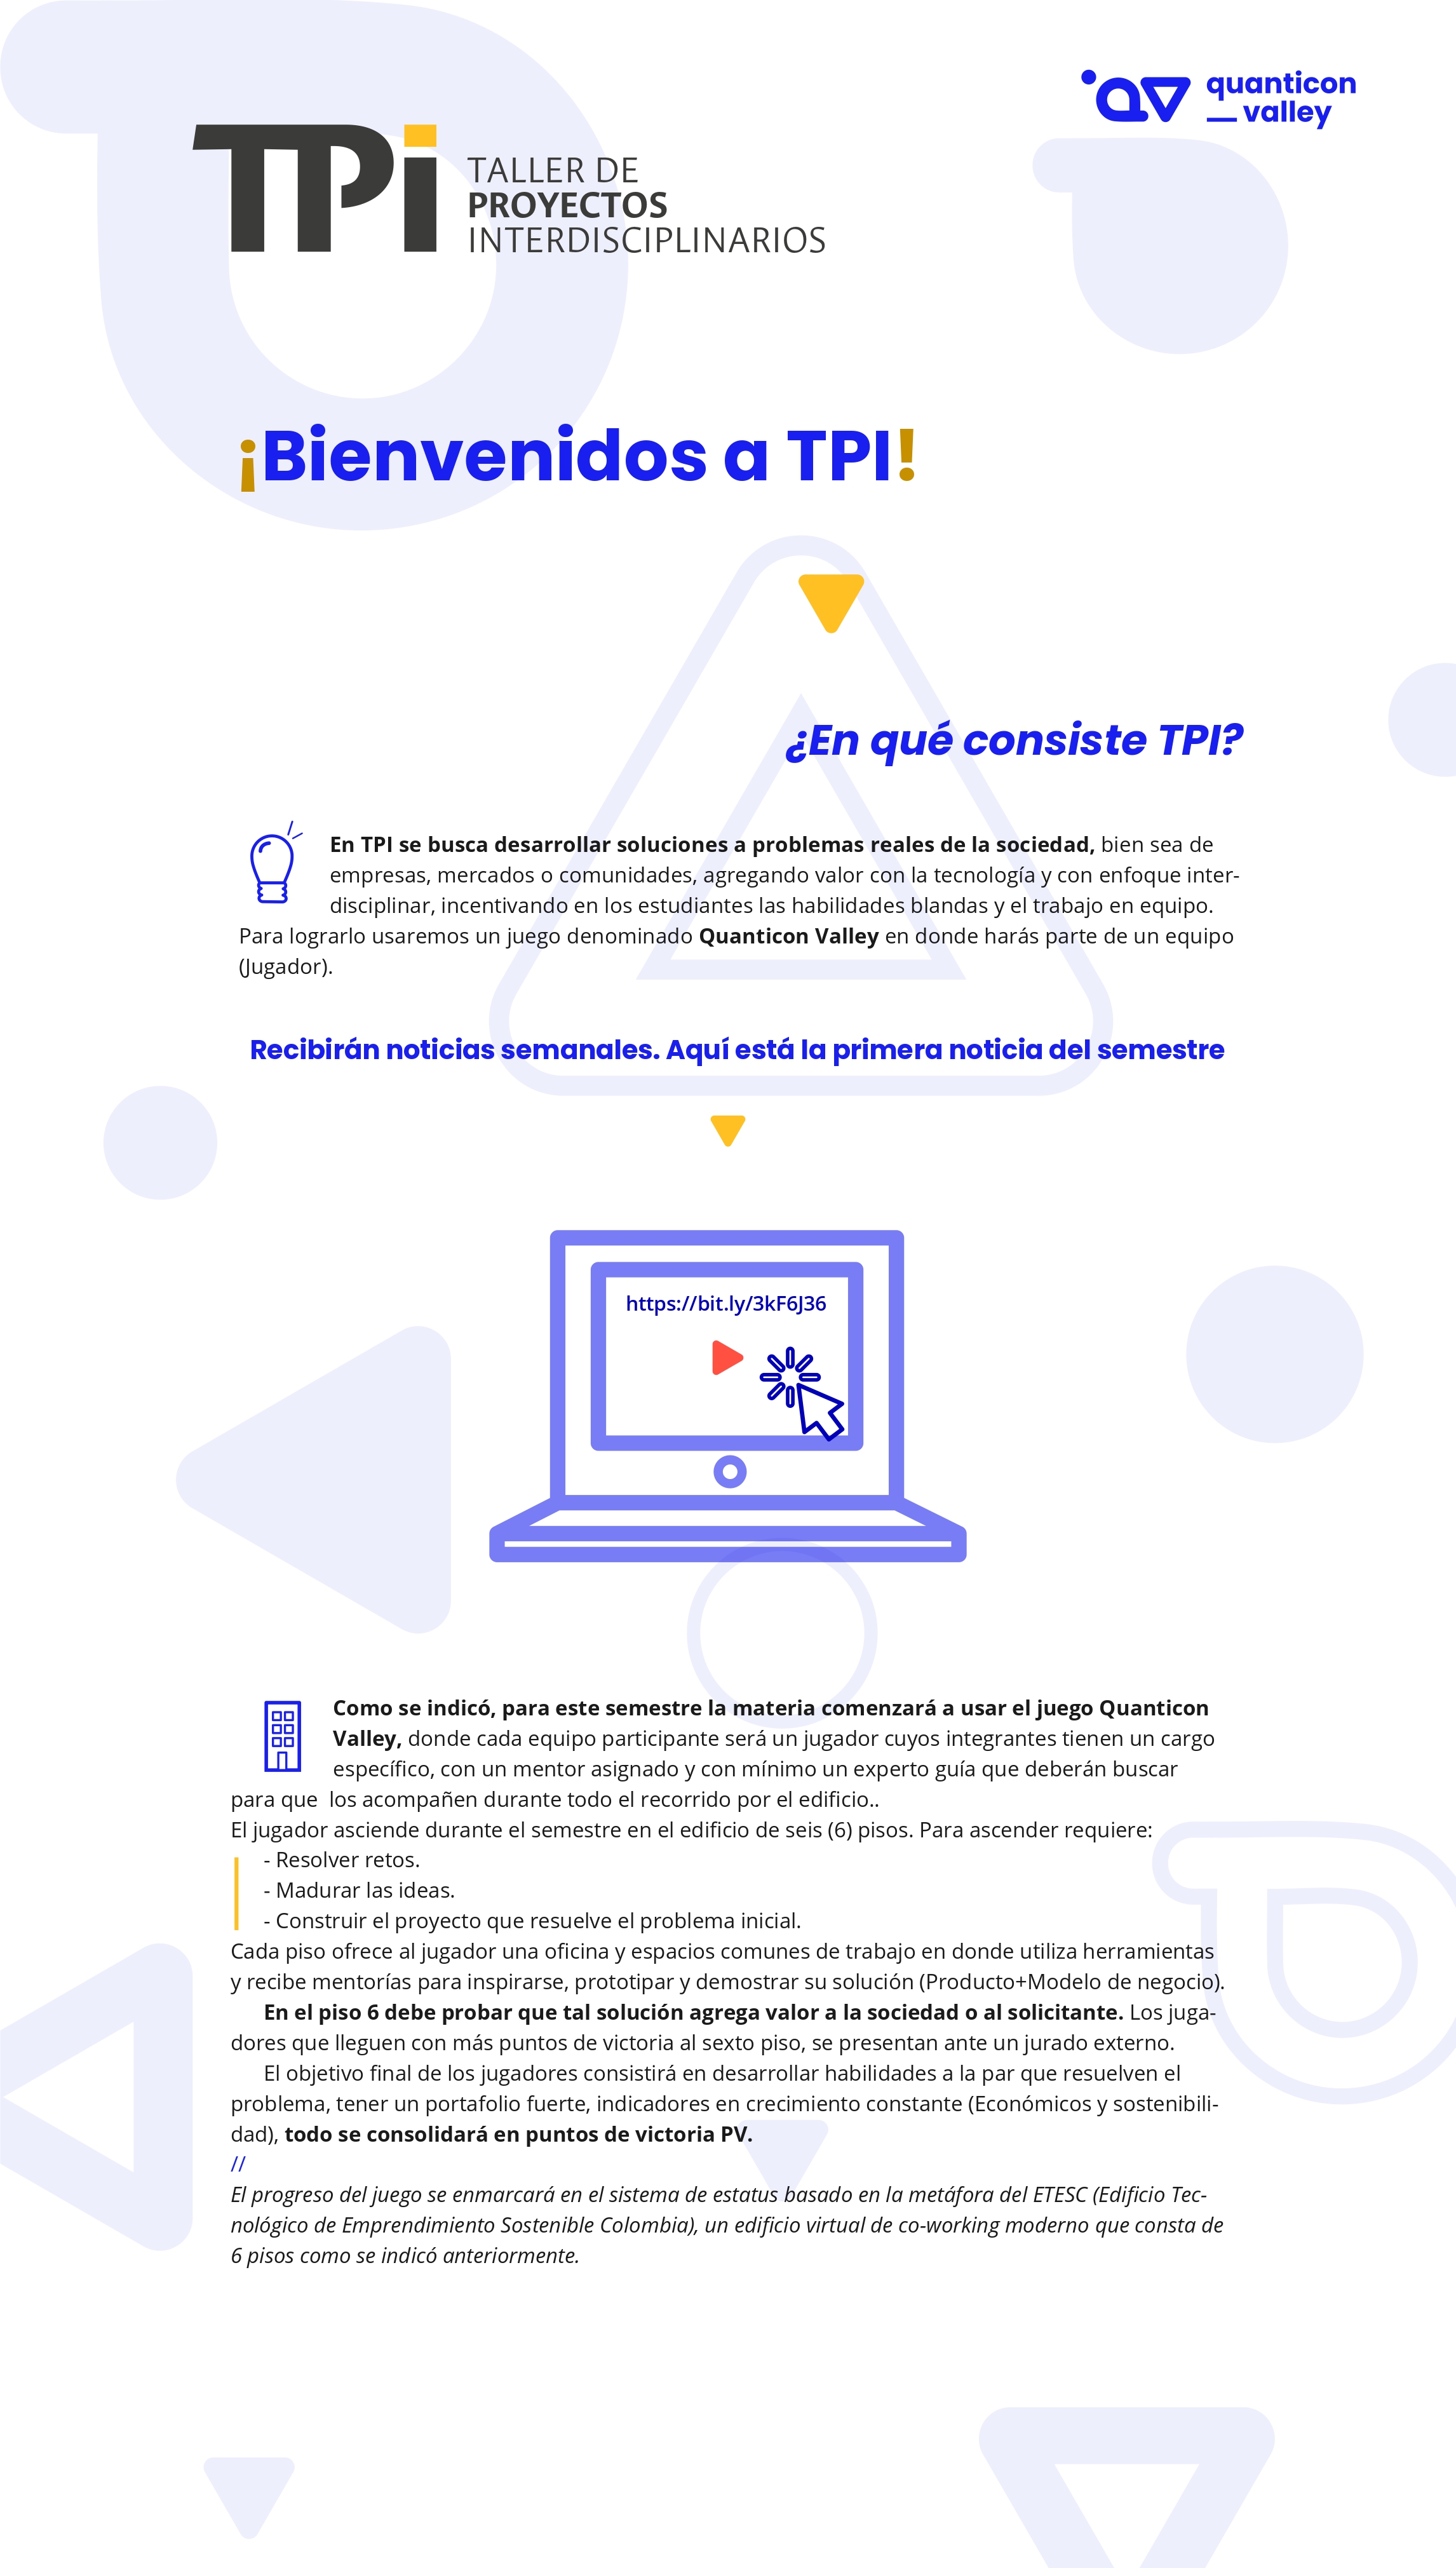 quanticon
valley
TPi
TALLER DE
PROYECTOS
INTERDISCIPLINARIOS
¡Bienvenidos a TPI!
¿En qué consiste TPI?
En TPI se busca desarrollar soluciones a problemas reales de la sociedad, bien sea de
empresas, mercados o comunidades, agregando valor con la tecnología y con enfoque inter-
disciplinar, incentivando en los estudiantes las habilidades blandas y el trabajo en equipo.
Para lograrlo usaremos un juego denominado Quanticon Valley en donde harás parte de un equipo
(Jugador).
Recibirán noticias semanales. Aquí está la primera noticia del semestre
https://bit.ly/3kF6J36
Como se indicó, para este semestre la materia comenzará a usar el juego Quanticon
Valley, donde cada equipo participante será un jugador cuyos integrantes tienen un cargo
específico, con un mentor asignado y con mínimo un experto guía que deberán buscar
para que  los acompañen durante todo el recorrido por el edificio..
El jugador asciende durante el semestre en el edificio de seis (6) pisos. Para ascender requiere:
- Resolver retos.
- Madurar las ideas.
- Construir el proyecto que resuelve el problema inicial.
Cada piso ofrece al jugador una oficina y espacios comunes de trabajo en donde utiliza herramientas
y recibe mentorías para inspirarse, prototipar y demostrar su solución (Producto+Modelo de negocio).
En el piso 6 debe probar que tal solución agrega valor a la sociedad o al solicitante. Los juga-
dores que lleguen con más puntos de victoria al sexto piso, se presentan ante un jurado externo.
El objetivo final de los jugadores consistirá en desarrollar habilidades a la par que resuelven el
problema, tener un portafolio fuerte, indicadores en crecimiento constante (Económicos y sostenibili-
dad), todo se consolidará en puntos de victoria PV.
//
El progreso del juego se enmarcará en el sistema de estatus basado en la metáfora del ETESC (Edificio Tec-
nológico de Emprendimiento Sostenible Colombia), un edificio virtual de co-working moderno que consta de
6 pisos como se indicó anteriormente.